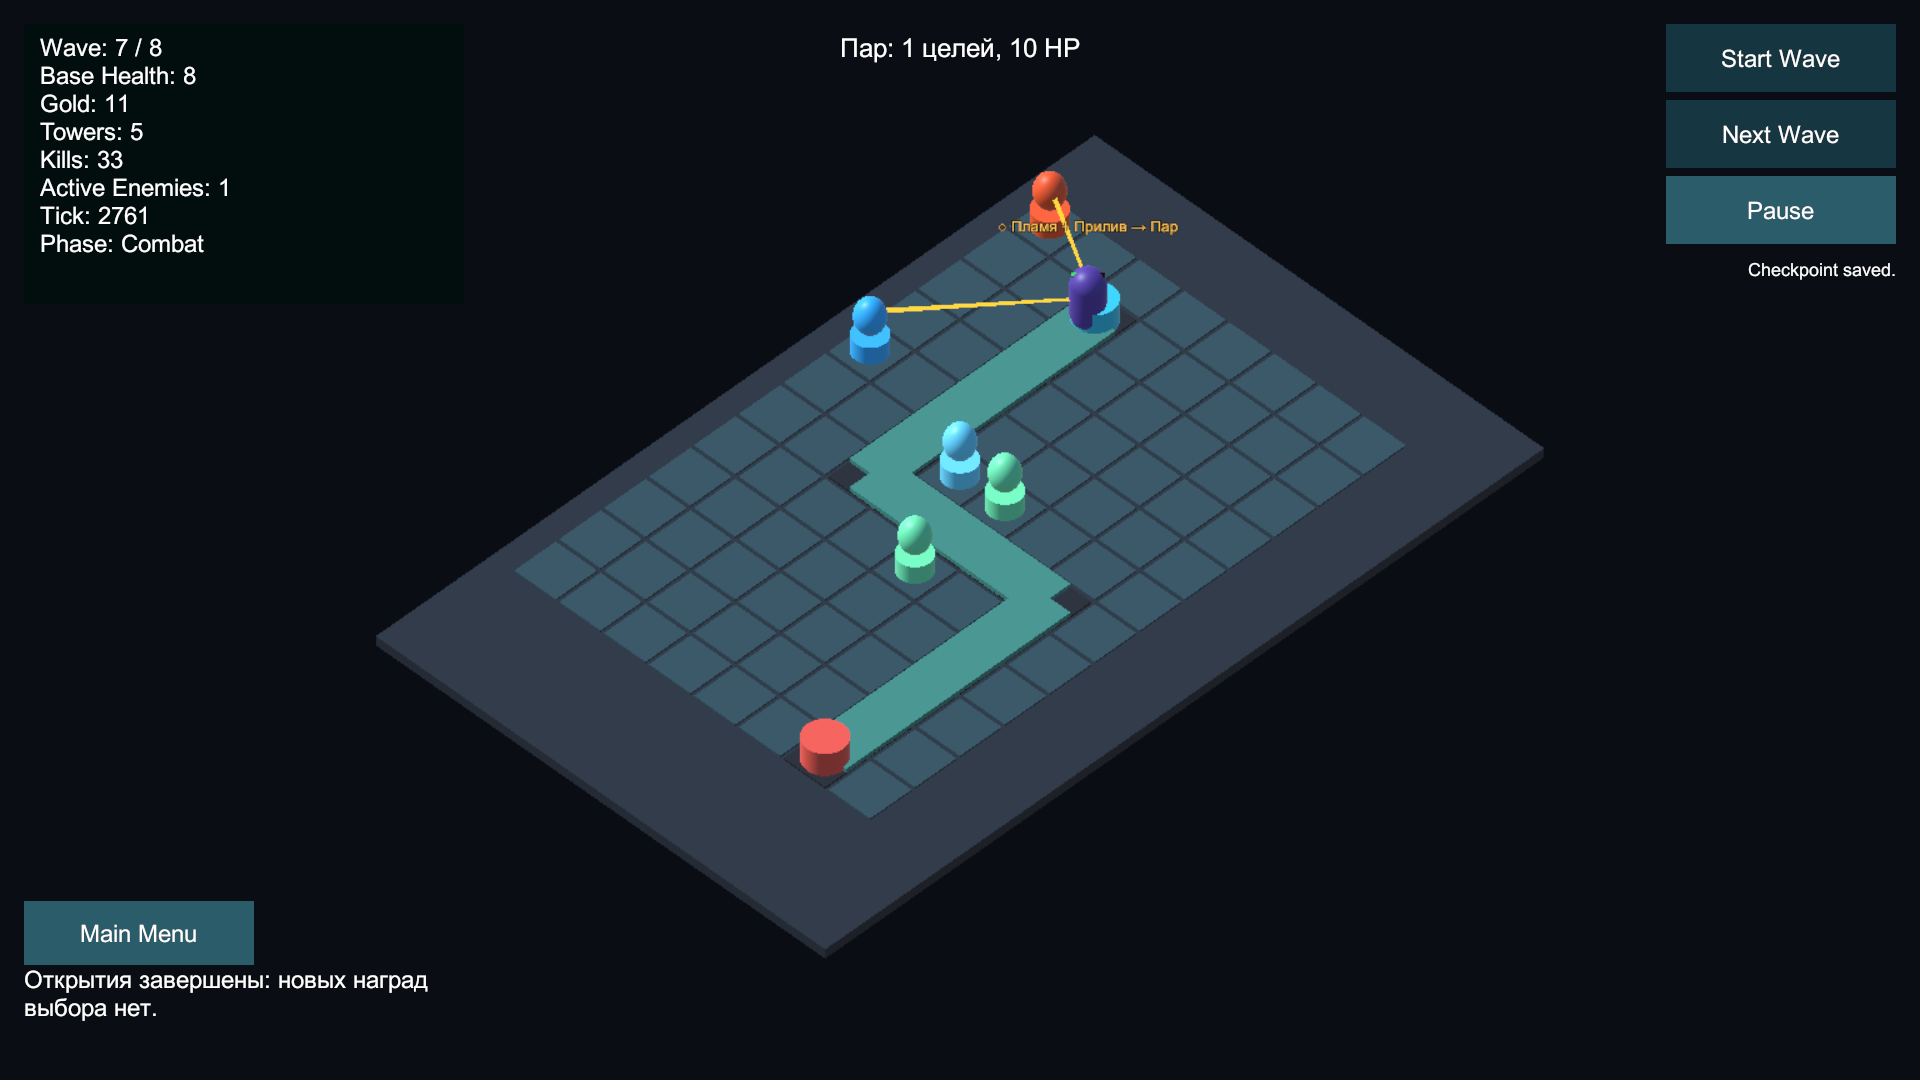 Wave: 7 / 8
Base Health: 8
Gold: 11
Towers: 5
Kills: 33
Active Enemies: 1
Tick: 2761
Phase: Combat
Пар: 1 целей, 10 HP
Start Wave
Next Wave
Pause
Checkpoint saved.
○ Пламя + Прилив → Пар
Main Menu
Открытия завершены: новых наград
выбора нет.